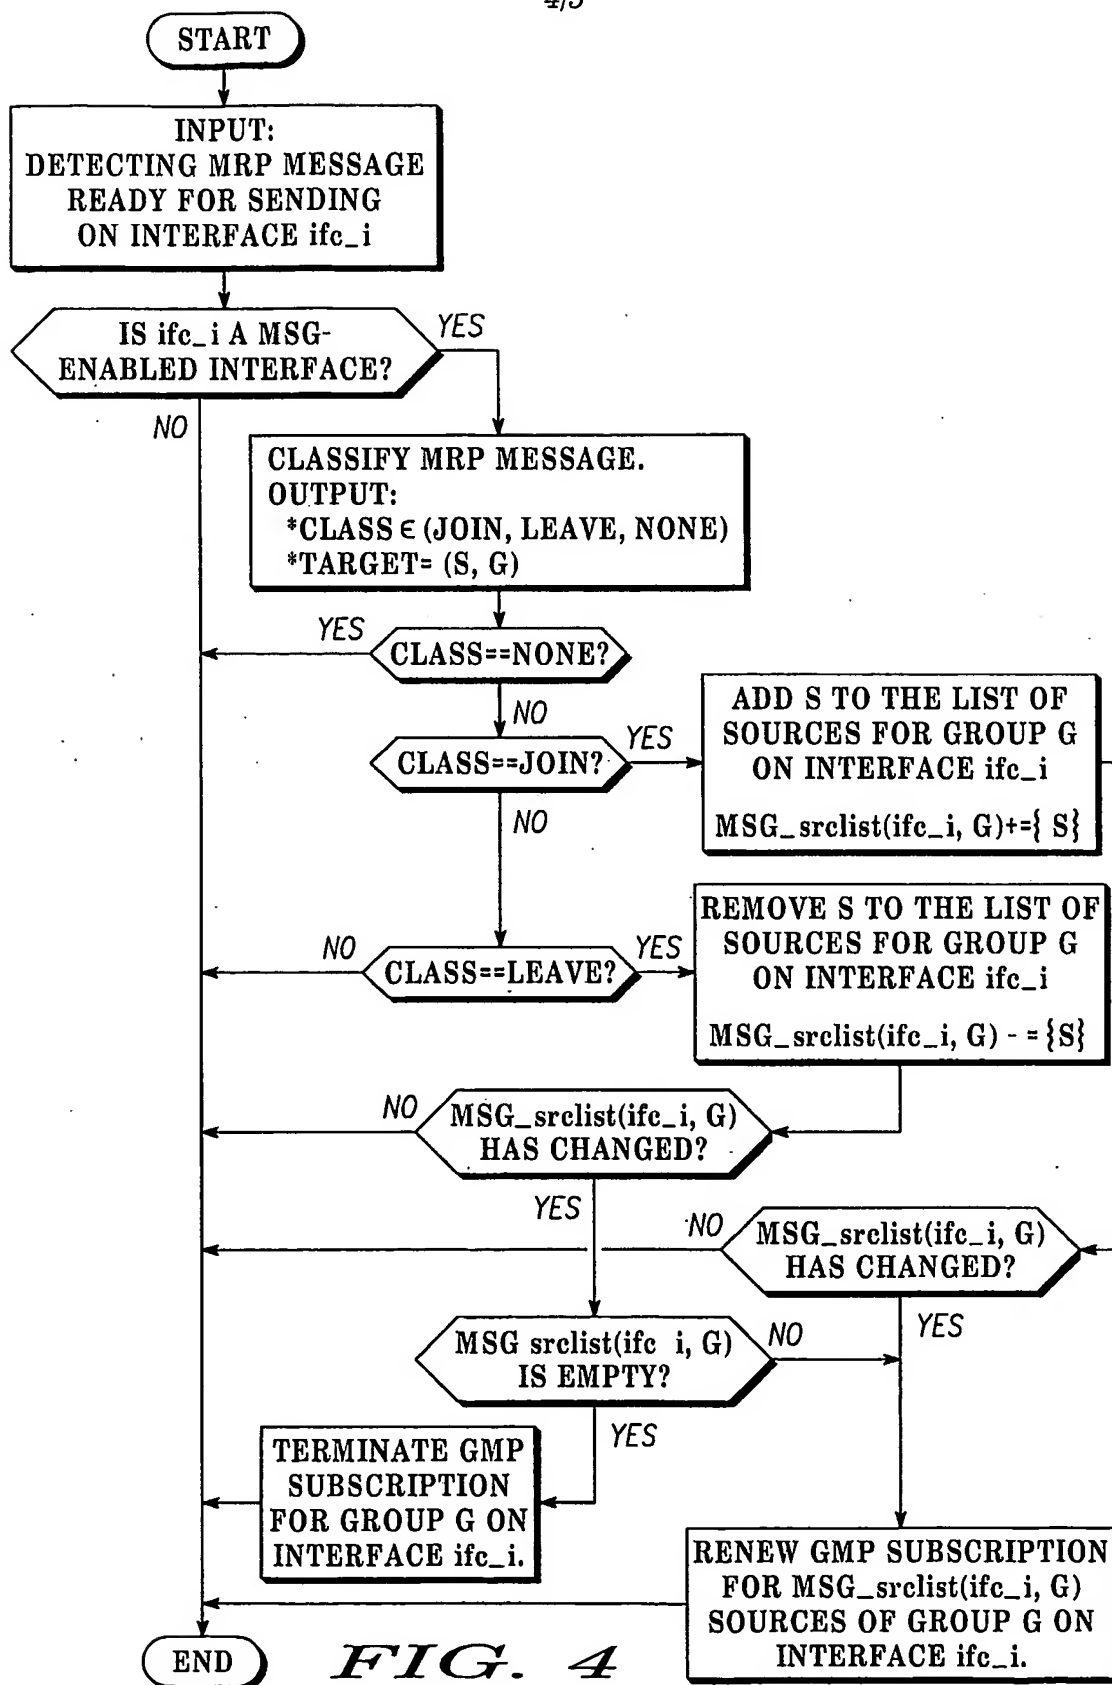 4/5
START
INPUT:
DETECTING MRP MESSAGE
READY FOR SENDING
ON INTERFACE ifc_i
IS ifc_i A MSG-
ENABLED INTERFACE?
YES
NO
CLASSIFY MRP MESSAGE.
OUTPUT:
*CLASS ∈ (JOIN, LEAVE, NONE)
*TARGET= (S, G)
YES
CLASS==NONE?
NO
CLASS==JOIN?
YES
NO
ADD S TO THE LIST OF
SOURCES FOR GROUP G
ON INTERFACE ifc_i
MSG_srclist(ifc_i, G)+={ S}
NO
CLASS==LEAVE?
YES
REMOVE S TO THE LIST OF
SOURCES FOR GROUP G
ON INTERFACE ifc_i
MSG_srclist(ifc_i, G) - = {S}
NO
MSG_srclist(ifc_i, G)
HAS CHANGED?
YES
NO
MSG_srclist(ifc_i, G)
HAS CHANGED?
YES
MSG srclist(ifc i, G)
IS EMPTY?
NO
YES
TERMINATE GMP
SUBSCRIPTION
FOR GROUP G ON
INTERFACE ifc_i.
RENEW GMP SUBSCRIPTION
FOR MSG_srclist(ifc_i, G)
SOURCES OF GROUP G ON
INTERFACE ifc_i.
END
FIG. 4